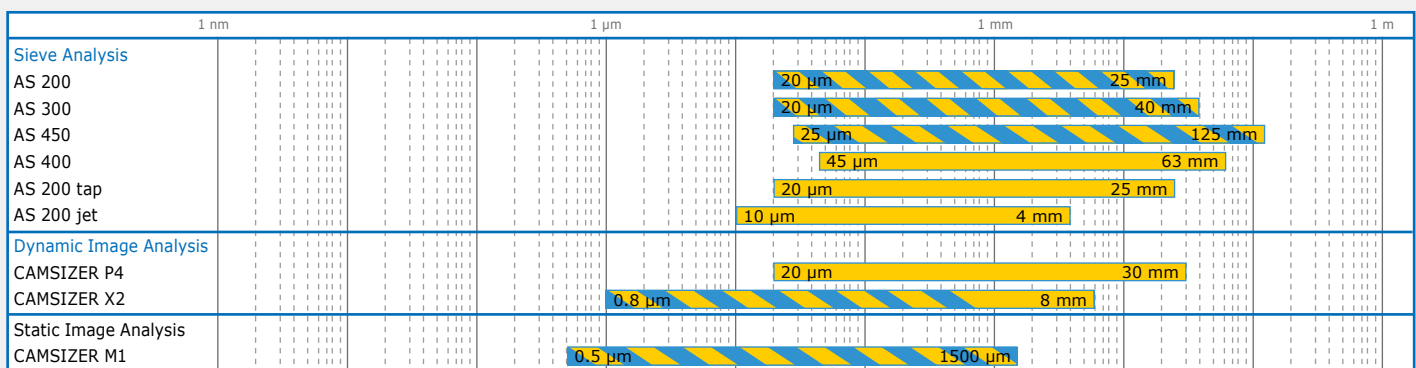 1 nm 1 µm 1 mm 1 m
Sieve Analysis
AS 200 20 µm 25 mm
AS 300 20 µm 40 mm
AS 450 25 µm 125 mm
AS 400 45 µm 63 mm
AS 200 tap 20 µm 25 mm
AS 200 jet 10 µm 4 mm
Dynamic Image Analysis
CAMSIZER P4 20 µm 30 mm
CAMSIZER X2 0.8 µm 8 mm
Static Image Analysis
CAMSIZER M1 0.5 µm 1500 µm